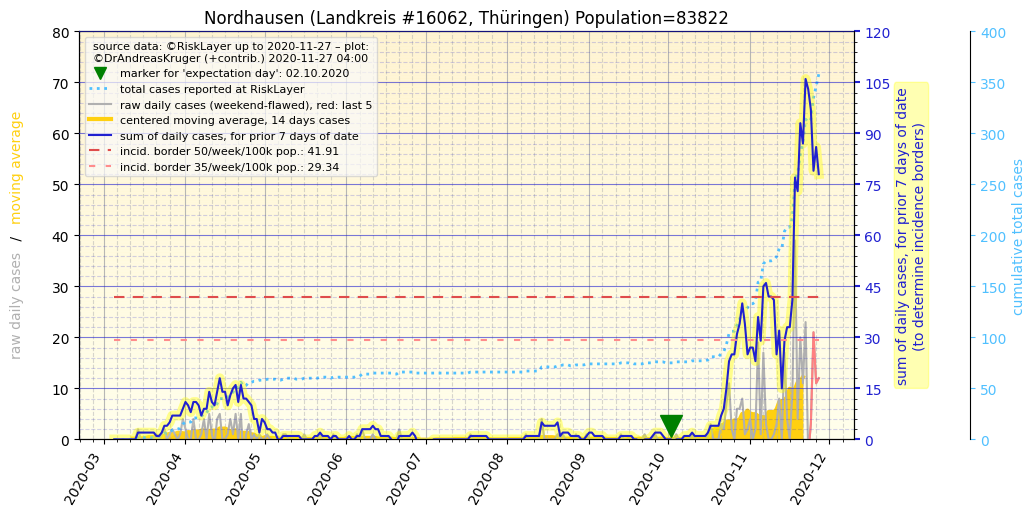 Nordhausen (Landkreis #16062, Thüringen) Population=83822
source data: ©RiskLayer up to 2020-11-27 – plot:
©DrAndreasKruger (+contrib.) 2020-11-27 04:00
marker for 'expectation day': 02.10.2020
total cases reported at RiskLayer
raw daily cases (weekend-flawed), red: last 5
centered moving average, 14 days cases
sum of daily cases, for prior 7 days of date
incid. border 50/week/100k pop.: 41.91
incid. border 35/week/100k pop.: 29.34
raw daily cases / moving average
80
70
60
50
40
30
20
10
0
2020-03
2020-04
2020-05
2020-06
2020-07
2020-08
2020-09
2020-10
2020-11
2020-12
120
105
90
75
60
45
30
15
0
sum of daily cases, for prior 7 days of date
(to determine incidence borders)
400
350
300
250
200
150
100
50
0
cumulative total cases